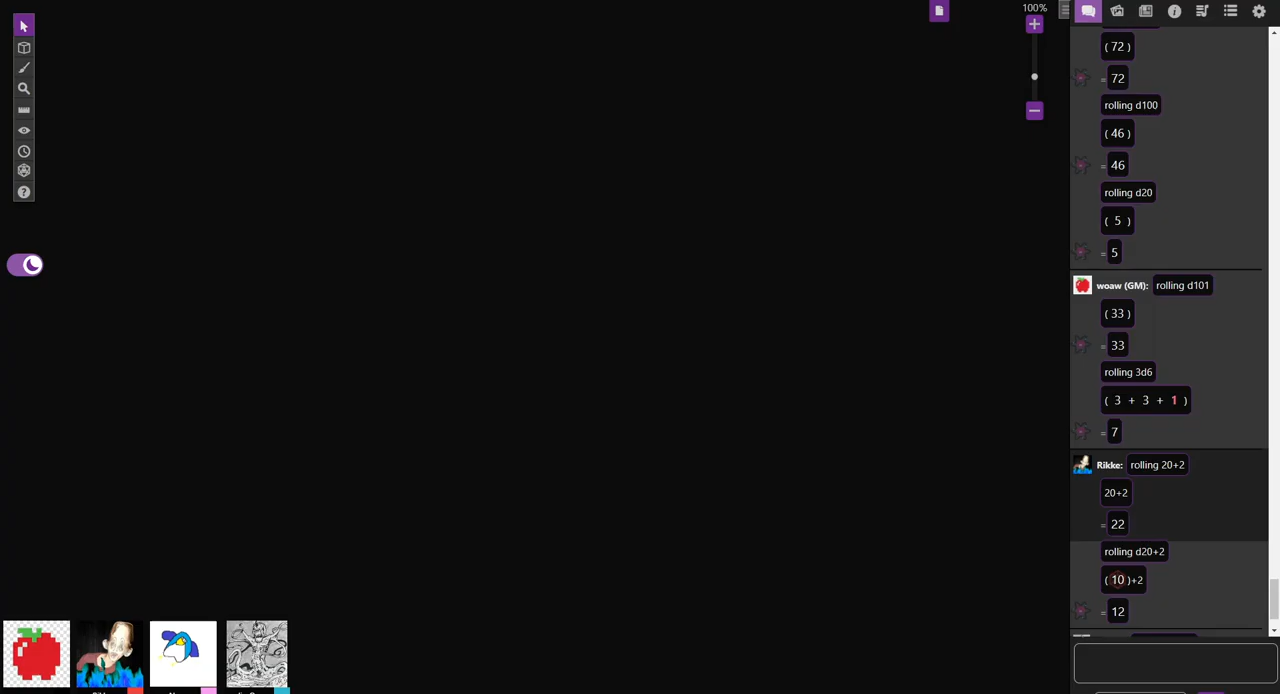 100%
( 72 )
= 72
rolling d100
( 46 )
= 46
rolling d20
( 5 )
= 5
woaw (GM): rolling d101
( 33 )
= 33
rolling 3d6
( 3 + 3 + 1 )
= 7
Rikke: rolling 20+2
20+2
= 22
rolling d20+2
( 10 )+2
= 12